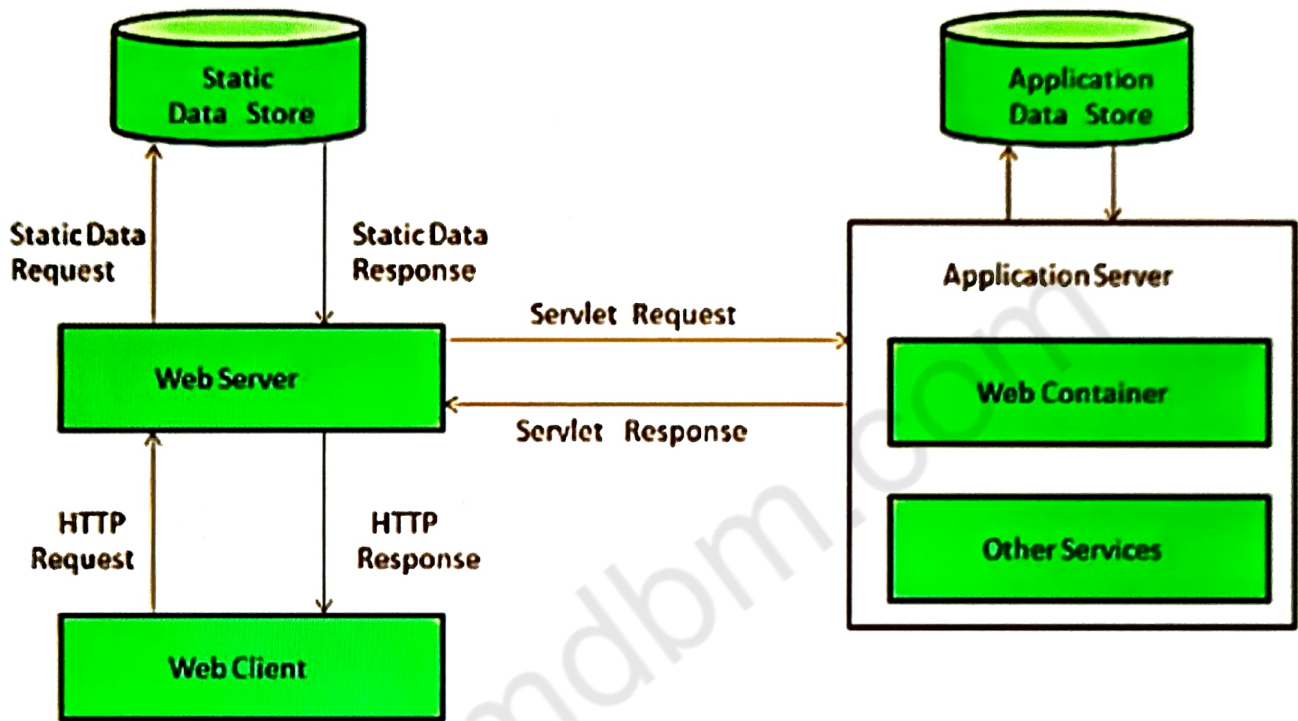 Static
Data Store
Application
Data Store
Static Data
Request
Static Data
Response
Application Server
Servlet Request
Web Server
Web Container
Servlet Response
HTTP
Request
HTTP
Response
Other Services
Web Client
mdbm.com